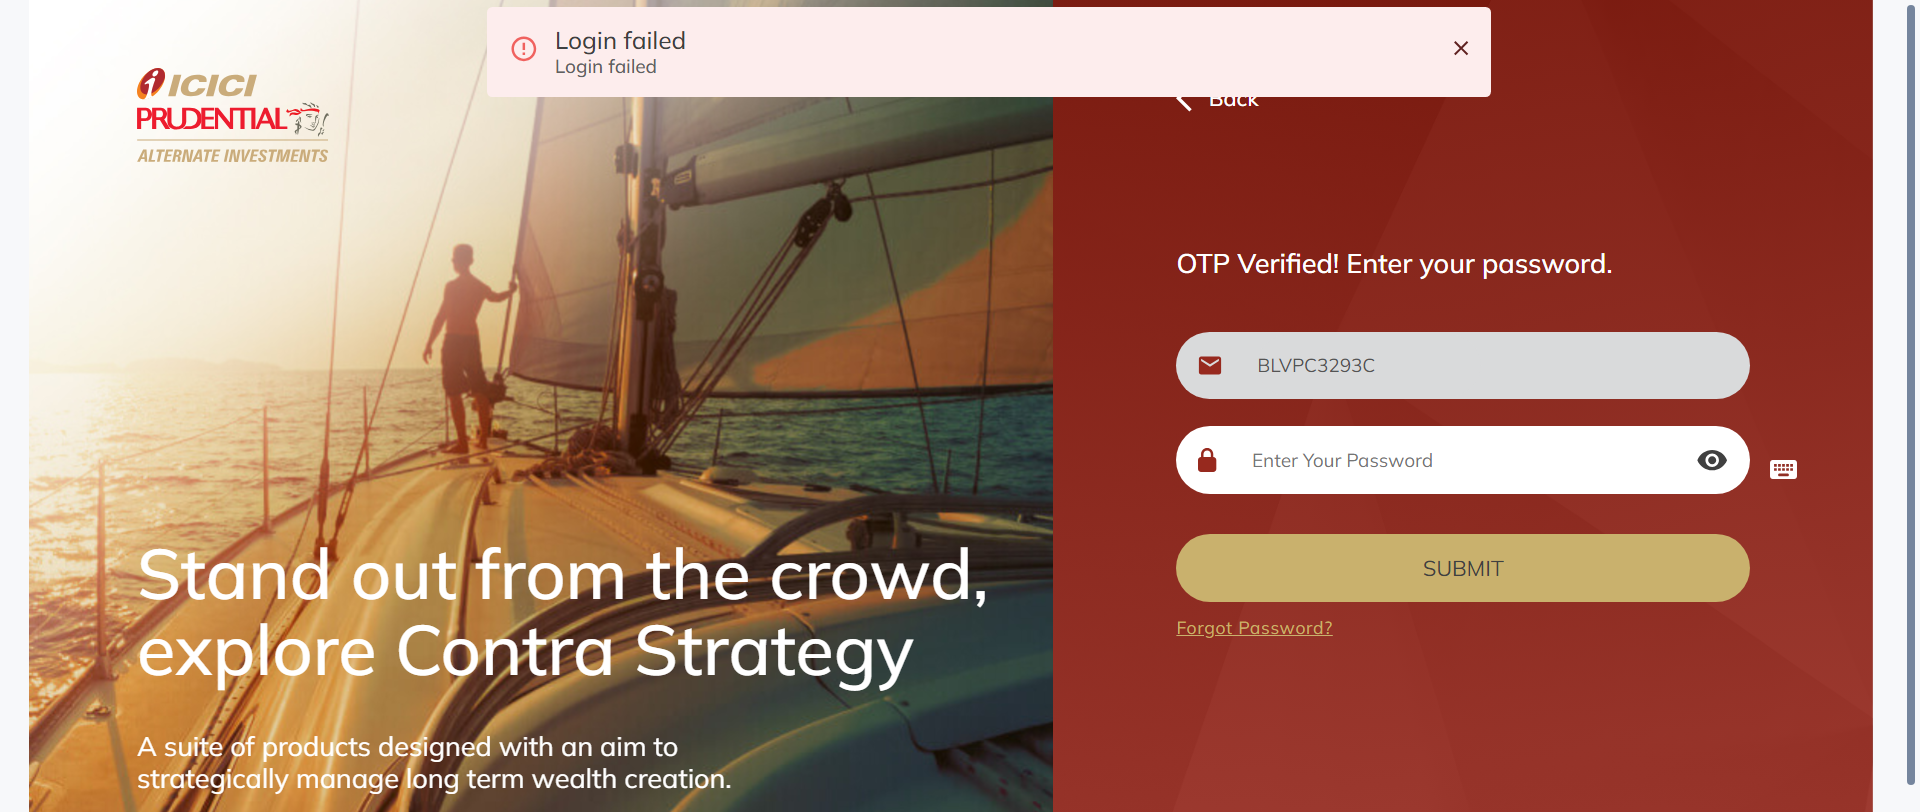 Login failed
Login failed
ICICI
PRUDENTIAL
ALTERNATE INVESTMENTS
Stand out from the crowd,
explore Contra Strategy
A suite of products designed with an aim to
strategically manage long term wealth creation.
Back
OTP Verified! Enter your password.
BLVPC3293C
Enter Your Password
SUBMIT
Forgot Password?